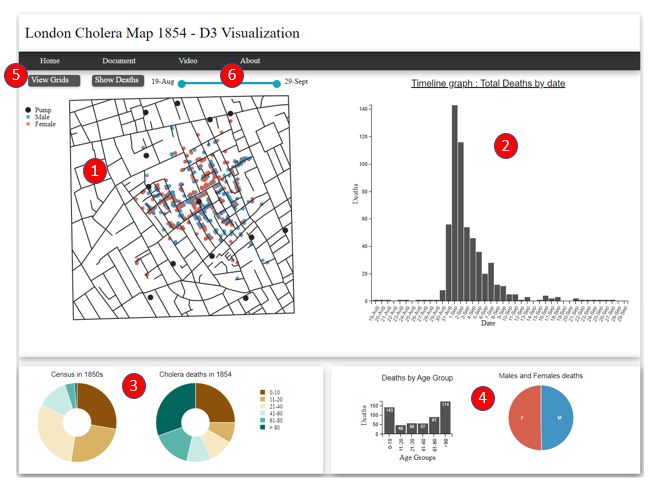 London Cholera Map 1854 - D3 Visualization
Home Document Video About
5 View Grids Show Deaths 19-Aug 6 29-Sept
Timeline graph : Total Deaths by date
Pump
Male
Female
1
2
Deaths
140
120
100
80
60
40
20
0
Date
Census in 1850s
Cholera deaths in 1854
3
0-10
11-20
21-40
41-60
61-80
> 80
Deaths by Age Group
Deaths
150
100
50
0
143
174
0-10
11-20
21-40
41-60
61-80
>80
Age Groups
4
Males and Females deaths
F M